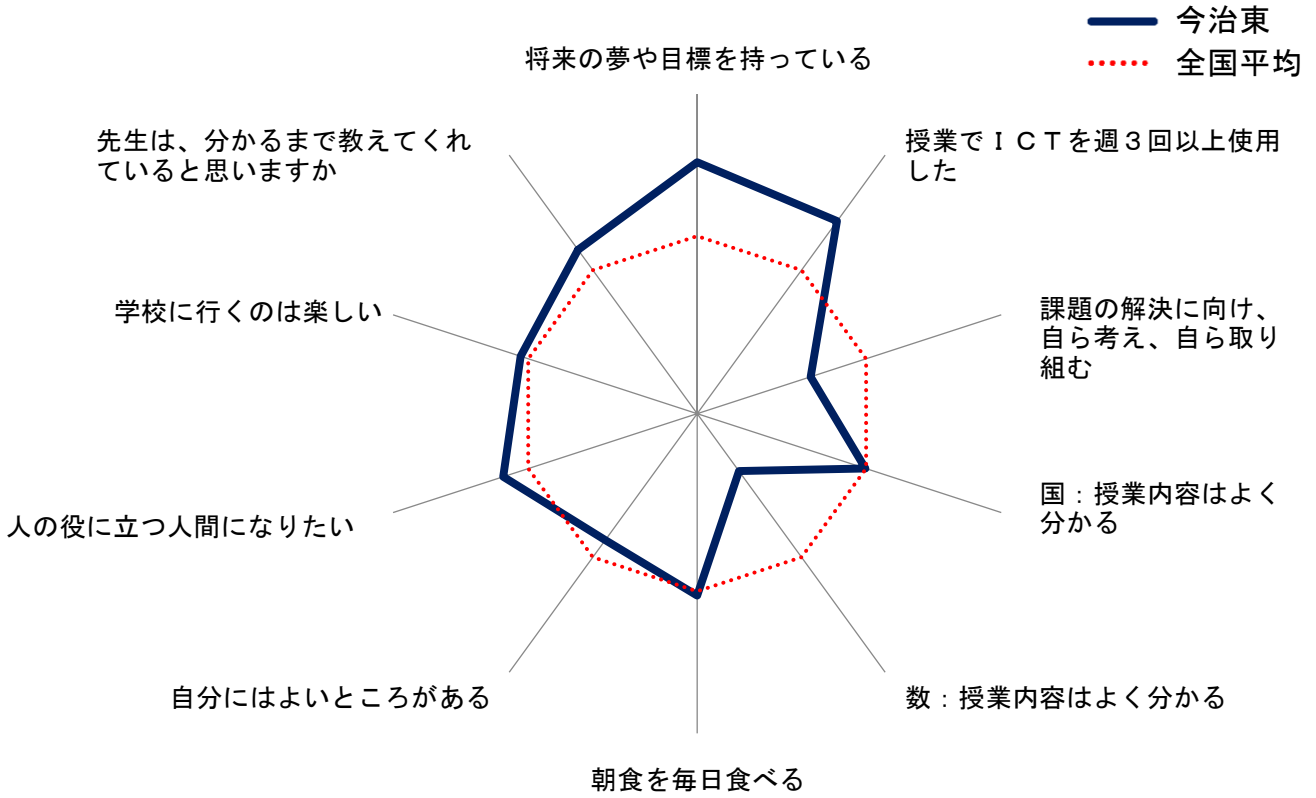 今治東
全国平均
将来の夢や目標を持っている
授業でＩＣＴを週３回以上使用
した
課題の解決に向け、
自ら考え、自ら取り
組む
国：授業内容はよく
分かる
数：授業内容はよく分かる
朝食を毎日食べる
自分にはよいところがある
人の役に立つ人間になりたい
学校に行くのは楽しい
先生は、分かるまで教えてくれ
ていると思いますか